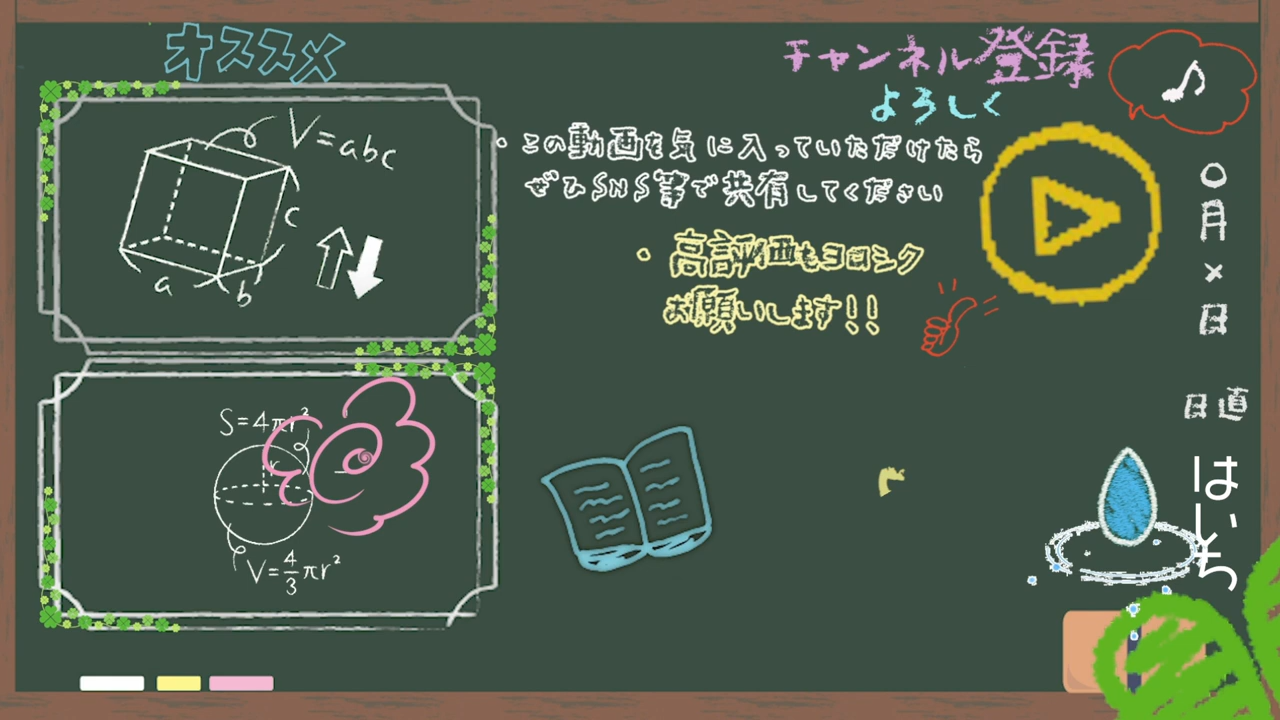 オススメ
V=abc
c
a
b
S=4πr²
r
V=4/3πr²
チャンネル登録
よろしく
・この動画を気に入っていただけたら
ぜひSNS等で共有してください
・高評価もヨロシク
お願いします!!
〇月×日
日直
はいち